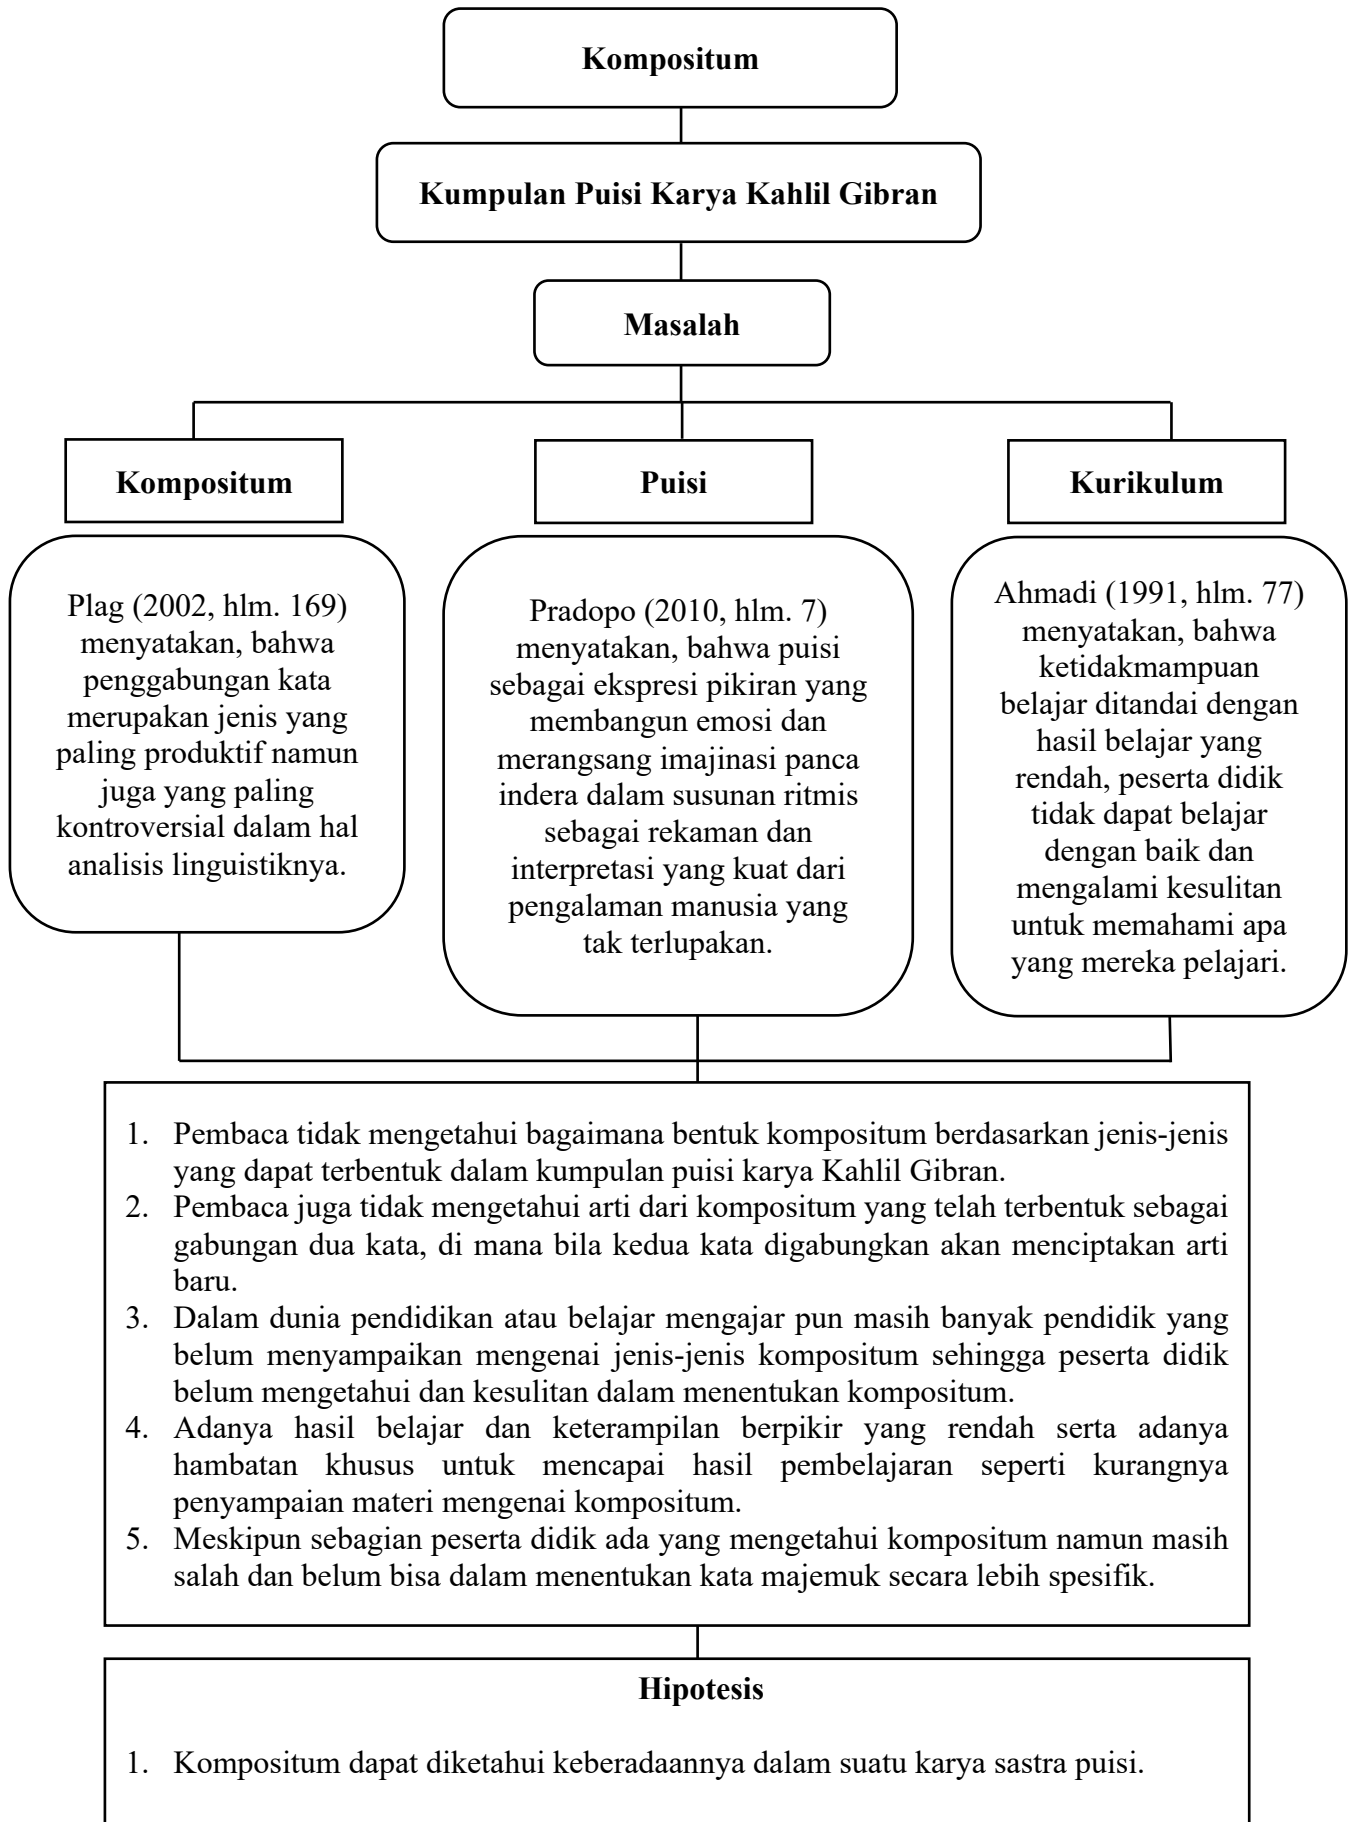 Kompositum
Kumpulan Puisi Karya Kahlil Gibran
Masalah
Kompositum
Plag (2002, hlm. 169)
menyatakan, bahwa
penggabungan kata
merupakan jenis yang
paling produktif namun
juga yang paling
kontroversial dalam hal
analisis linguistiknya.
Puisi
Pradopo (2010, hlm. 7)
menyatakan, bahwa puisi
sebagai ekspresi pikiran yang
membangun emosi dan
merangsang imajinasi panca
indera dalam susunan ritmis
sebagai rekaman dan
interpretasi yang kuat dari
pengalaman manusia yang
tak terlupakan.
Kurikulum
Ahmadi (1991, hlm. 77)
menyatakan, bahwa
ketidakmampuan
belajar ditandai dengan
hasil belajar yang
rendah, peserta didik
tidak dapat belajar
dengan baik dan
mengalami kesulitan
untuk memahami apa
yang mereka pelajari.
1. Pembaca tidak mengetahui bagaimana bentuk kompositum berdasarkan jenis-jenis
yang dapat terbentuk dalam kumpulan puisi karya Kahlil Gibran.
2. Pembaca juga tidak mengetahui arti dari kompositum yang telah terbentuk sebagai
gabungan dua kata, di mana bila kedua kata digabungkan akan menciptakan arti
baru.
3. Dalam dunia pendidikan atau belajar mengajar pun masih banyak pendidik yang
belum menyampaikan mengenai jenis-jenis kompositum sehingga peserta didik
belum mengetahui dan kesulitan dalam menentukan kompositum.
4. Adanya hasil belajar dan keterampilan berpikir yang rendah serta adanya
hambatan khusus untuk mencapai hasil pembelajaran seperti kurangnya
penyampaian materi mengenai kompositum.
5. Meskipun sebagian peserta didik ada yang mengetahui kompositum namun masih
salah dan belum bisa dalam menentukan kata majemuk secara lebih spesifik.
Hipotesis
1. Kompositum dapat diketahui keberadaannya dalam suatu karya sastra puisi.